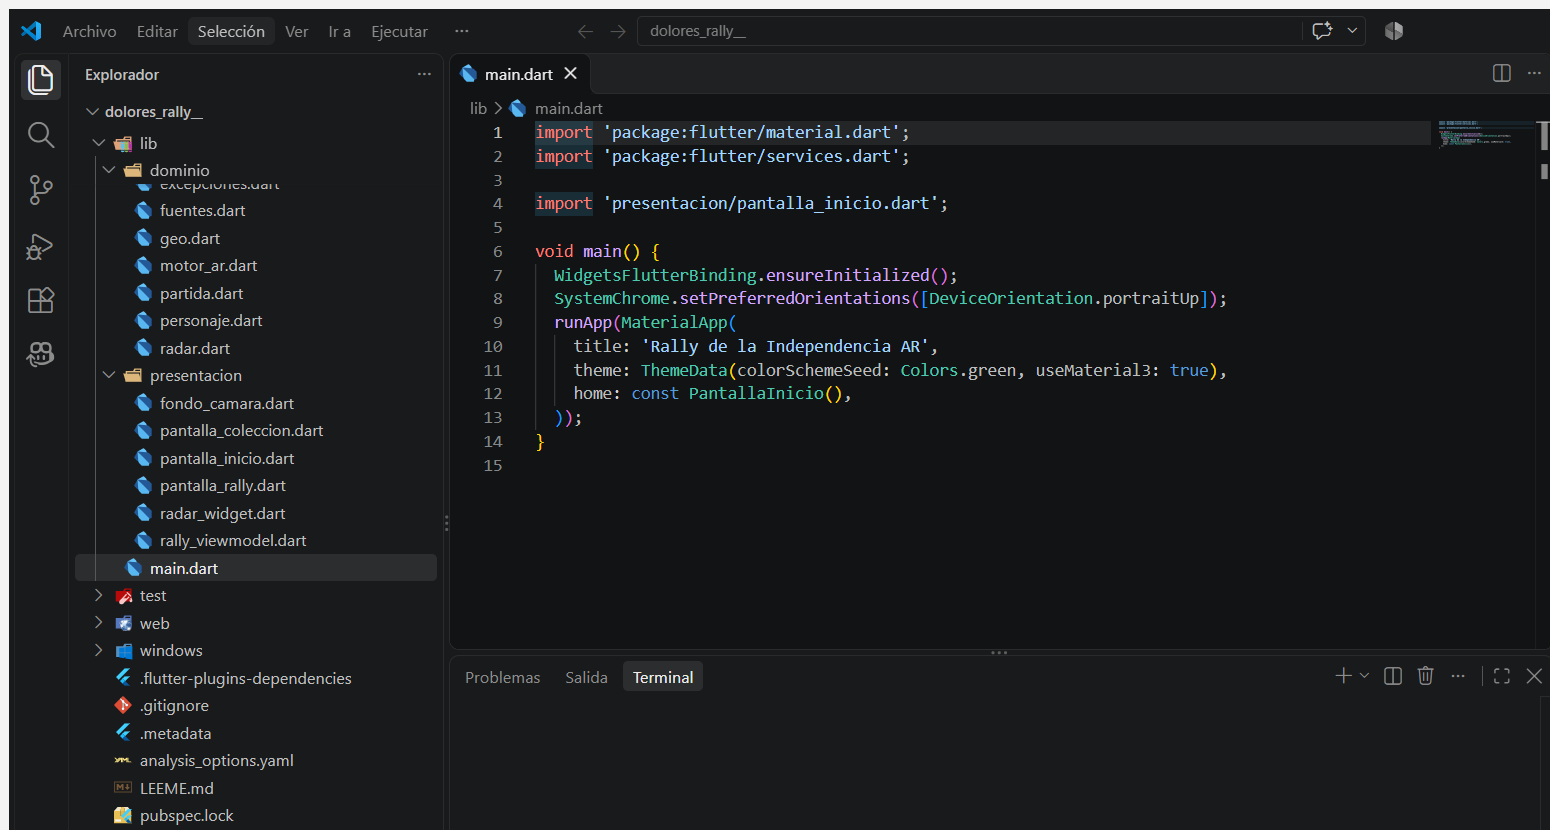 Archivo Editar Selección Ver Ir a Ejecutar ··· dolores_rally__
Explorador ···
dolores_rally__
lib
dominio
excepciones.dart
fuentes.dart
geo.dart
motor_ar.dart
partida.dart
personaje.dart
radar.dart
presentacion
fondo_camara.dart
pantalla_coleccion.dart
pantalla_inicio.dart
pantalla_rally.dart
radar_widget.dart
rally_viewmodel.dart
main.dart
test
web
windows
.flutter-plugins-dependencies
.gitignore
.metadata
analysis_options.yaml
LEEME.md
pubspec.lock
main.dart
lib > main.dart
1 import 'package:flutter/material.dart';
2 import 'package:flutter/services.dart';
3
4 import 'presentacion/pantalla_inicio.dart';
5
6 void main() {
7   WidgetsFlutterBinding.ensureInitialized();
8   SystemChrome.setPreferredOrientations([DeviceOrientation.portraitUp]);
9   runApp(MaterialApp(
10     title: 'Rally de la Independencia AR',
11     theme: ThemeData(colorSchemeSeed: Colors.green, useMaterial3: true),
12     home: const PantallaInicio(),
13   ));
14 }
15
Problemas Salida Terminal